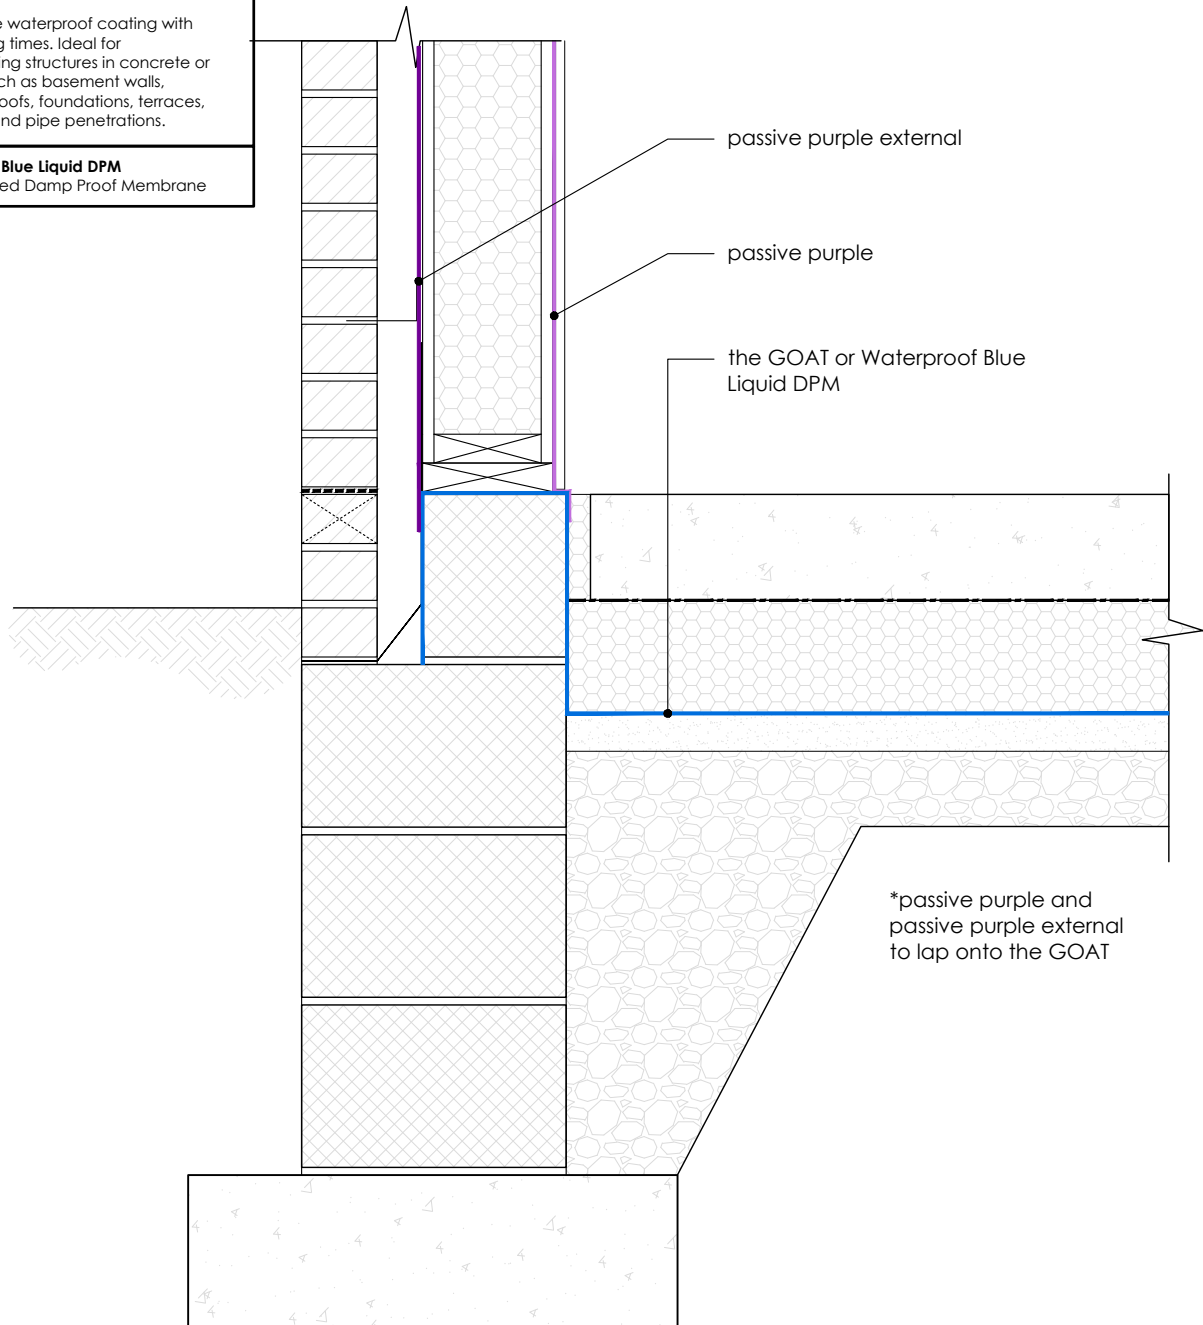 e waterproof coating with
g times. Ideal for
ing structures in concrete or
ch as basement walls,
oofs, foundations, terraces,
nd pipe penetrations.
Blue Liquid DPM
ed Damp Proof Membrane
passive purple external
passive purple
the GOAT or Waterproof Blue
Liquid DPM
*passive purple and
passive purple external
to lap onto the GOAT